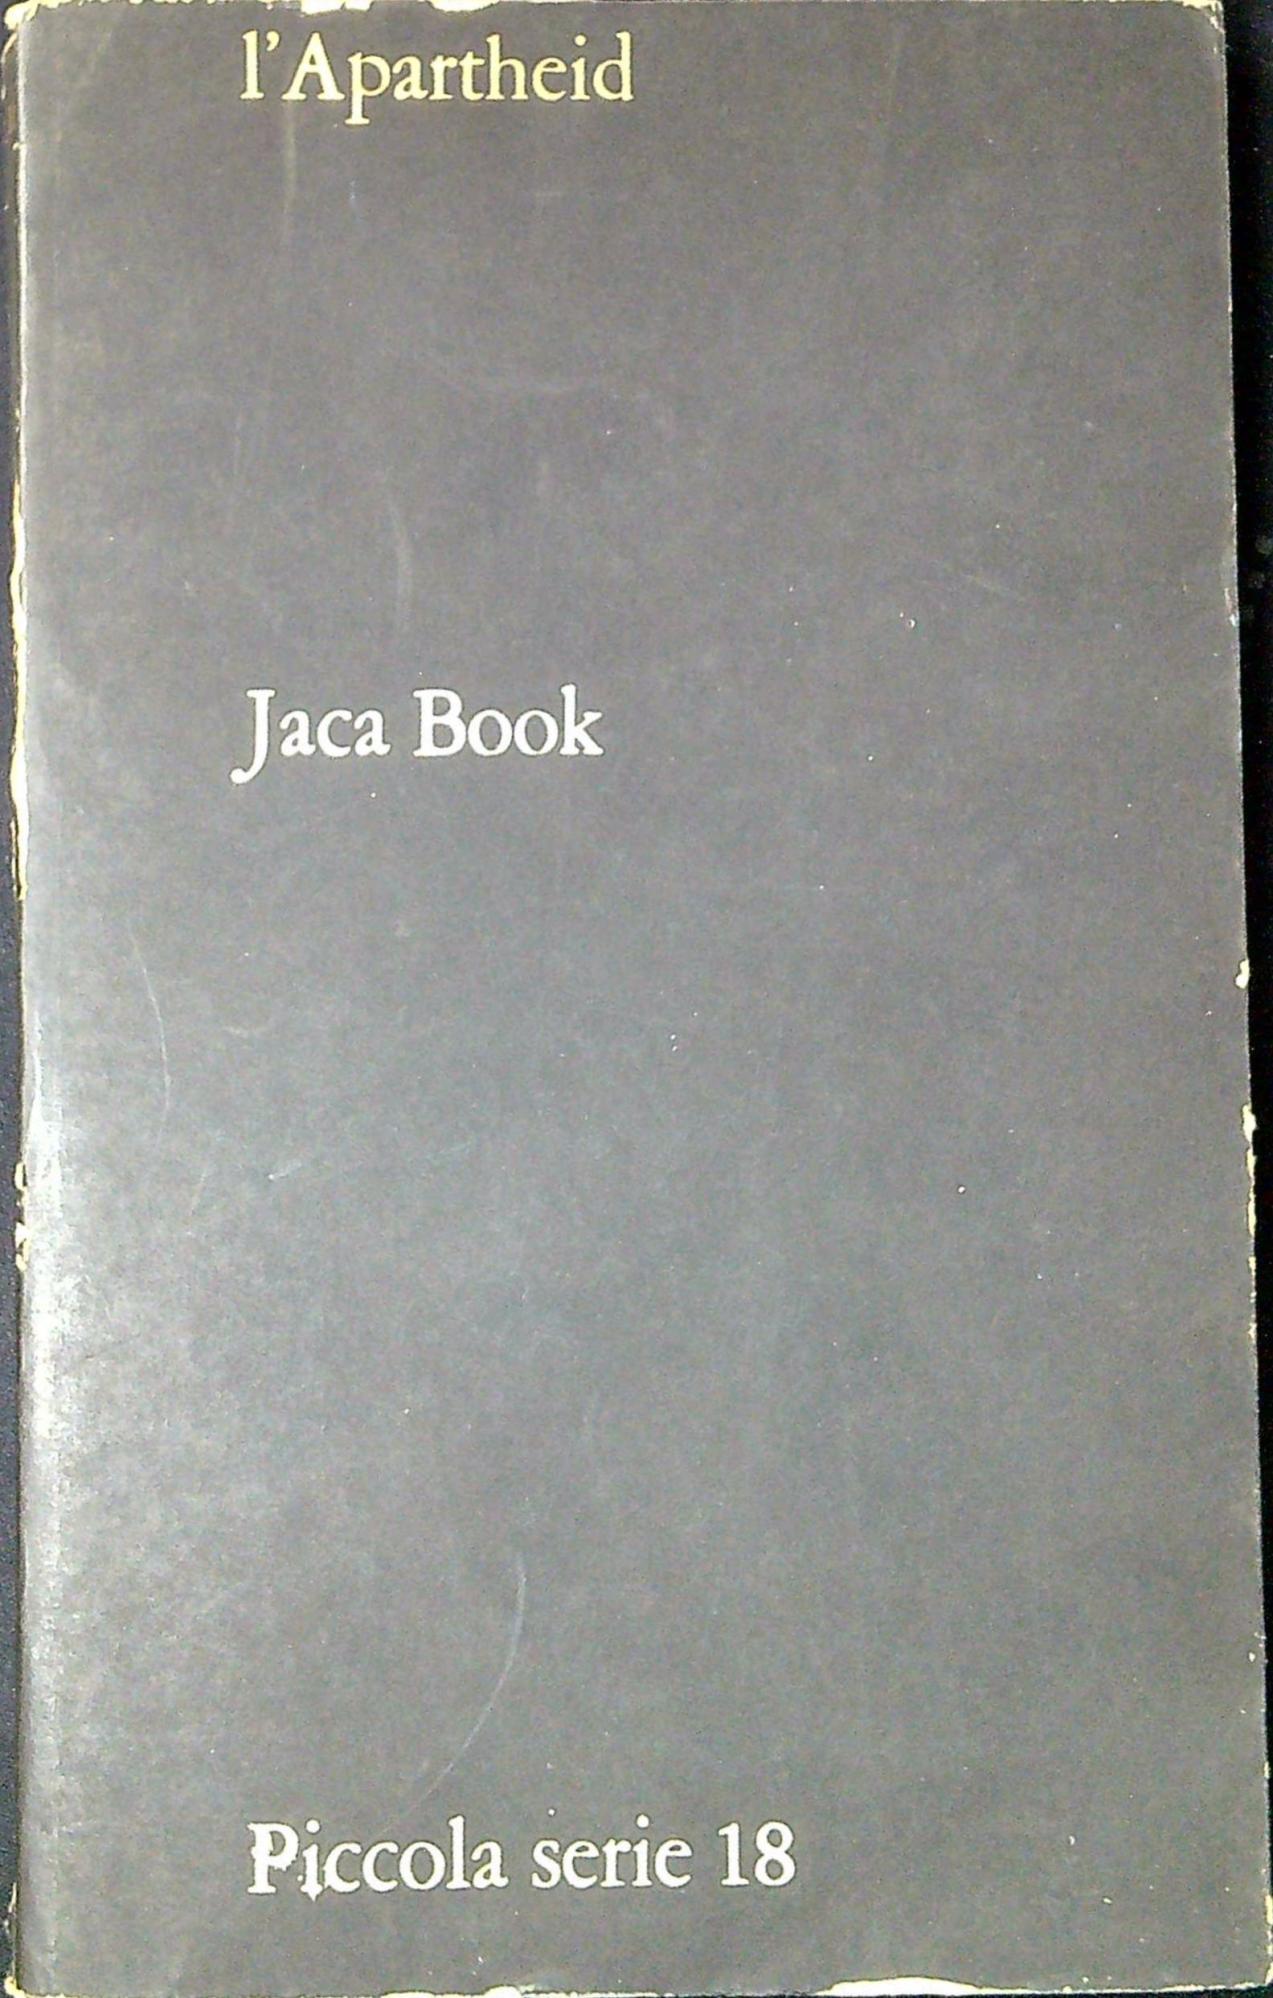 l'Apartheid
Jaca Book
Piccola serie 18